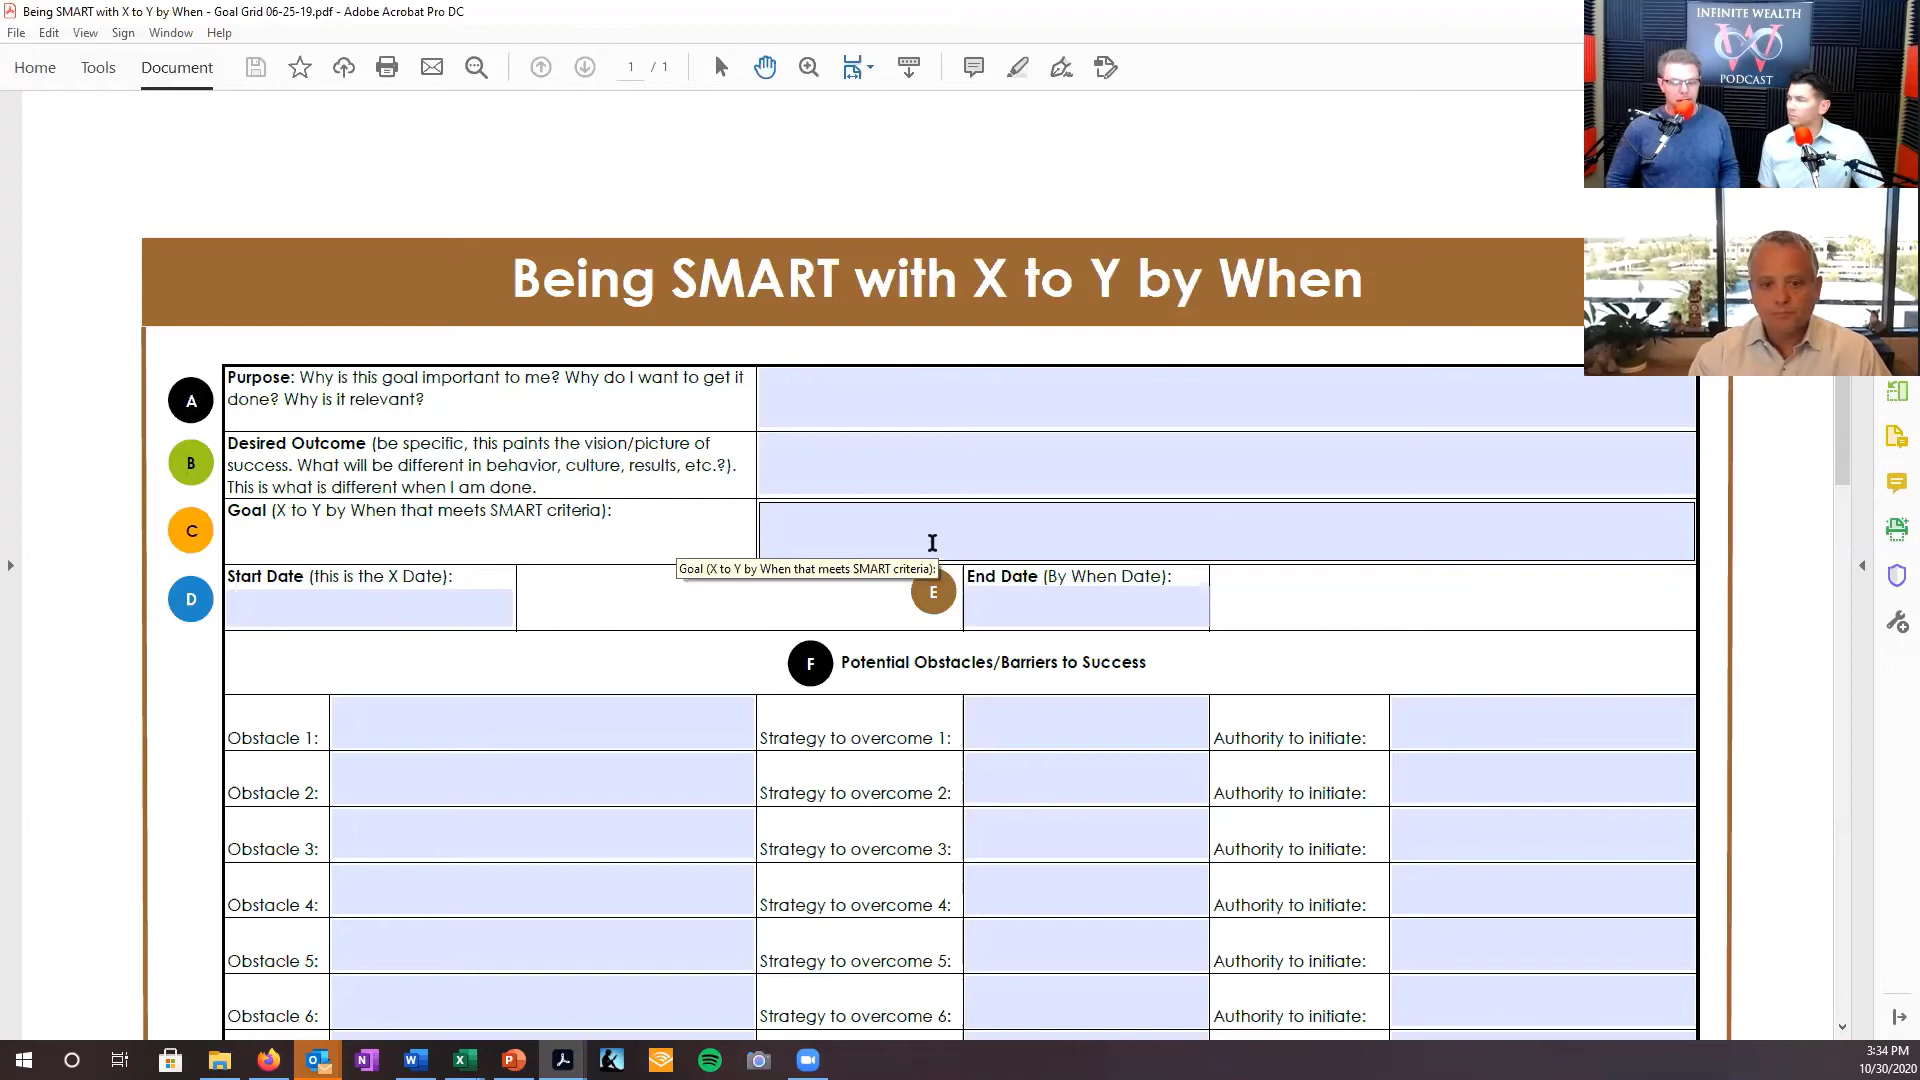 Being SMART with X to Y by When - Goal Grid 06-25-19.pdf - Adobe Acrobat Pro DC
File Edit View Sign Window Help
Home Tools Document 1 / 1
INFINITE WEALTH
PODCAST
Being SMART with X to Y by When
A
Purpose: Why is this goal important to me? Why do I want to get it
done? Why is it relevant?
B
Desired Outcome (be specific, this paints the vision/picture of
success. What will be different in behavior, culture, results, etc.?).
This is what is different when I am done.
C
Goal (X to Y by When that meets SMART criteria):
Goal (X to Y by When that meets SMART criteria):
D
Start Date (this is the X Date):
E
End Date (By When Date):
F Potential Obstacles/Barriers to Success
Obstacle 1: Strategy to overcome 1: Authority to initiate:
Obstacle 2: Strategy to overcome 2: Authority to initiate:
Obstacle 3: Strategy to overcome 3: Authority to initiate:
Obstacle 4: Strategy to overcome 4: Authority to initiate:
Obstacle 5: Strategy to overcome 5: Authority to initiate:
Obstacle 6: Strategy to overcome 6: Authority to initiate:
3:34 PM
10/30/2020